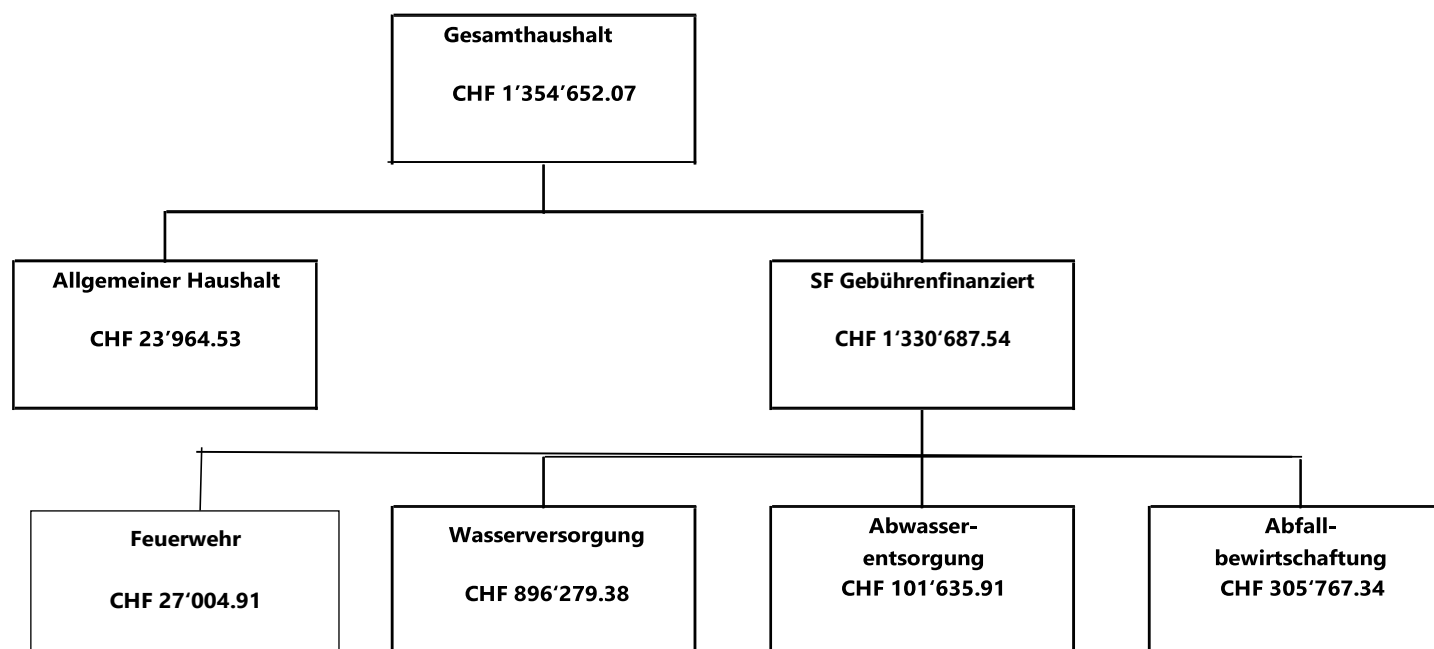 Gesamthaushalt
CHF 1’354’652.07
Allgemeiner Haushalt
CHF 23’964.53
SF Gebührenfinanziert
CHF 1‘330‘687.54
Feuerwehr
CHF 27‘004.91
Wasserversorgung
CHF 896‘279.38
Abwasser-
entsorgung
CHF 101‘635.91
Abfall-
bewirtschaftung
CHF 305’767.34